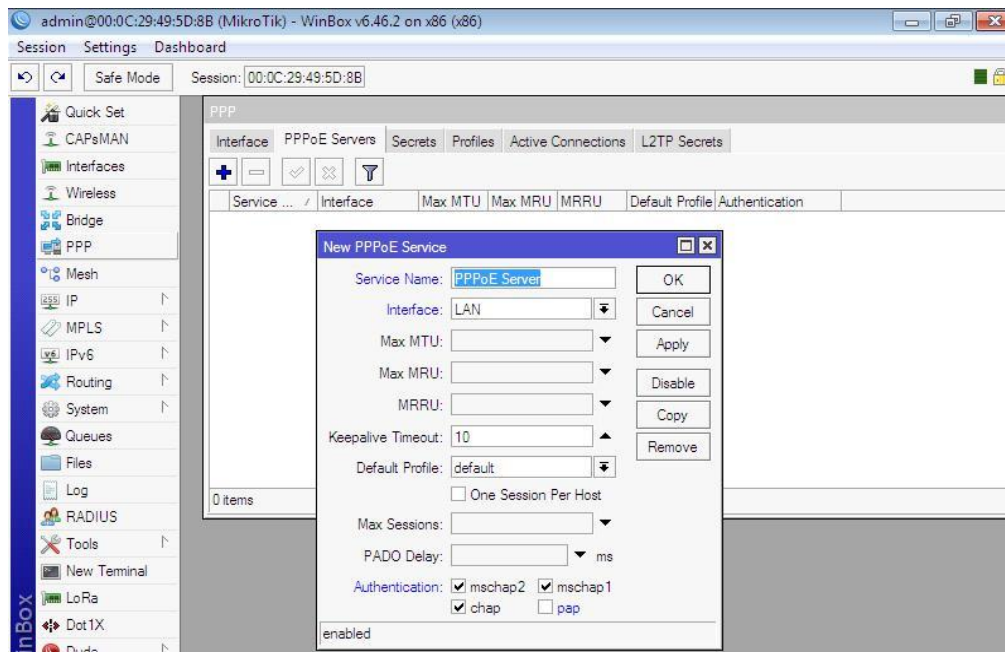 admin@00:0C:29:49:5D:8B (MikroTik) - WinBox v6.46.2 on x86 (x86)
Session Settings Dashboard
Safe Mode Session: 00:0C:29:49:5D:8B
Quick Set
CAPsMAN
Interfaces
Wireless
Bridge
PPP
Mesh
IP
MPLS
IPv6
Routing
System
Queues
Files
Log
RADIUS
Tools
New Terminal
LoRa
Dot1X
Dude
PPP
Interface PPPoE Servers Secrets Profiles Active Connections L2TP Secrets
Service ... Interface Max MTU Max MRU MRRU Default Profile Authentication
0 items
New PPPoE Service
Service Name: PPPoE Server
Interface: LAN
Max MTU:
Max MRU:
MRRU:
Keepalive Timeout: 10
Default Profile: default
One Session Per Host
Max Sessions:
PADO Delay: ms
Authentication: mschap2 mschap1
chap pap
enabled
OK
Cancel
Apply
Disable
Copy
Remove